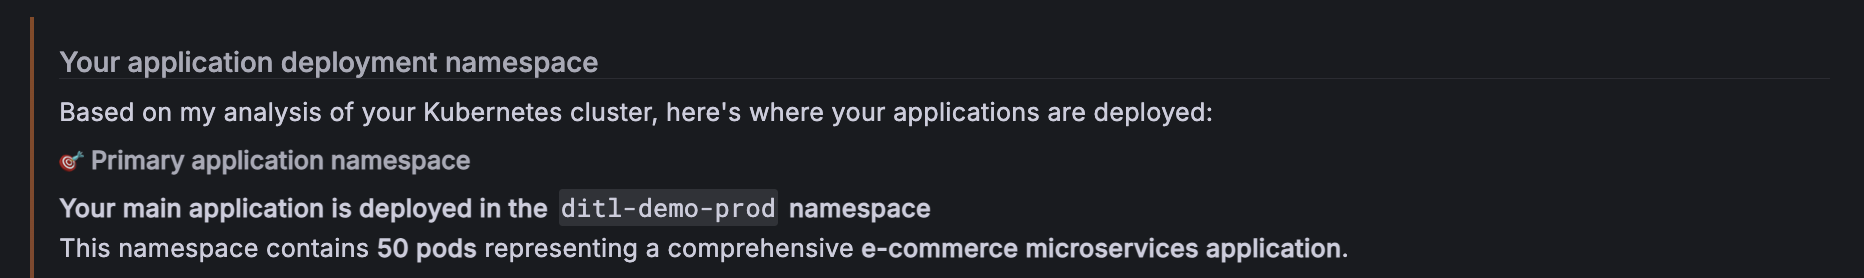 Your application deployment namespace
Based on my analysis of your Kubernetes cluster, here's where your applications are deployed:
🎯 Primary application namespace
Your main application is deployed in the ditl-demo-prod namespace
This namespace contains 50 pods representing a comprehensive e-commerce microservices application.